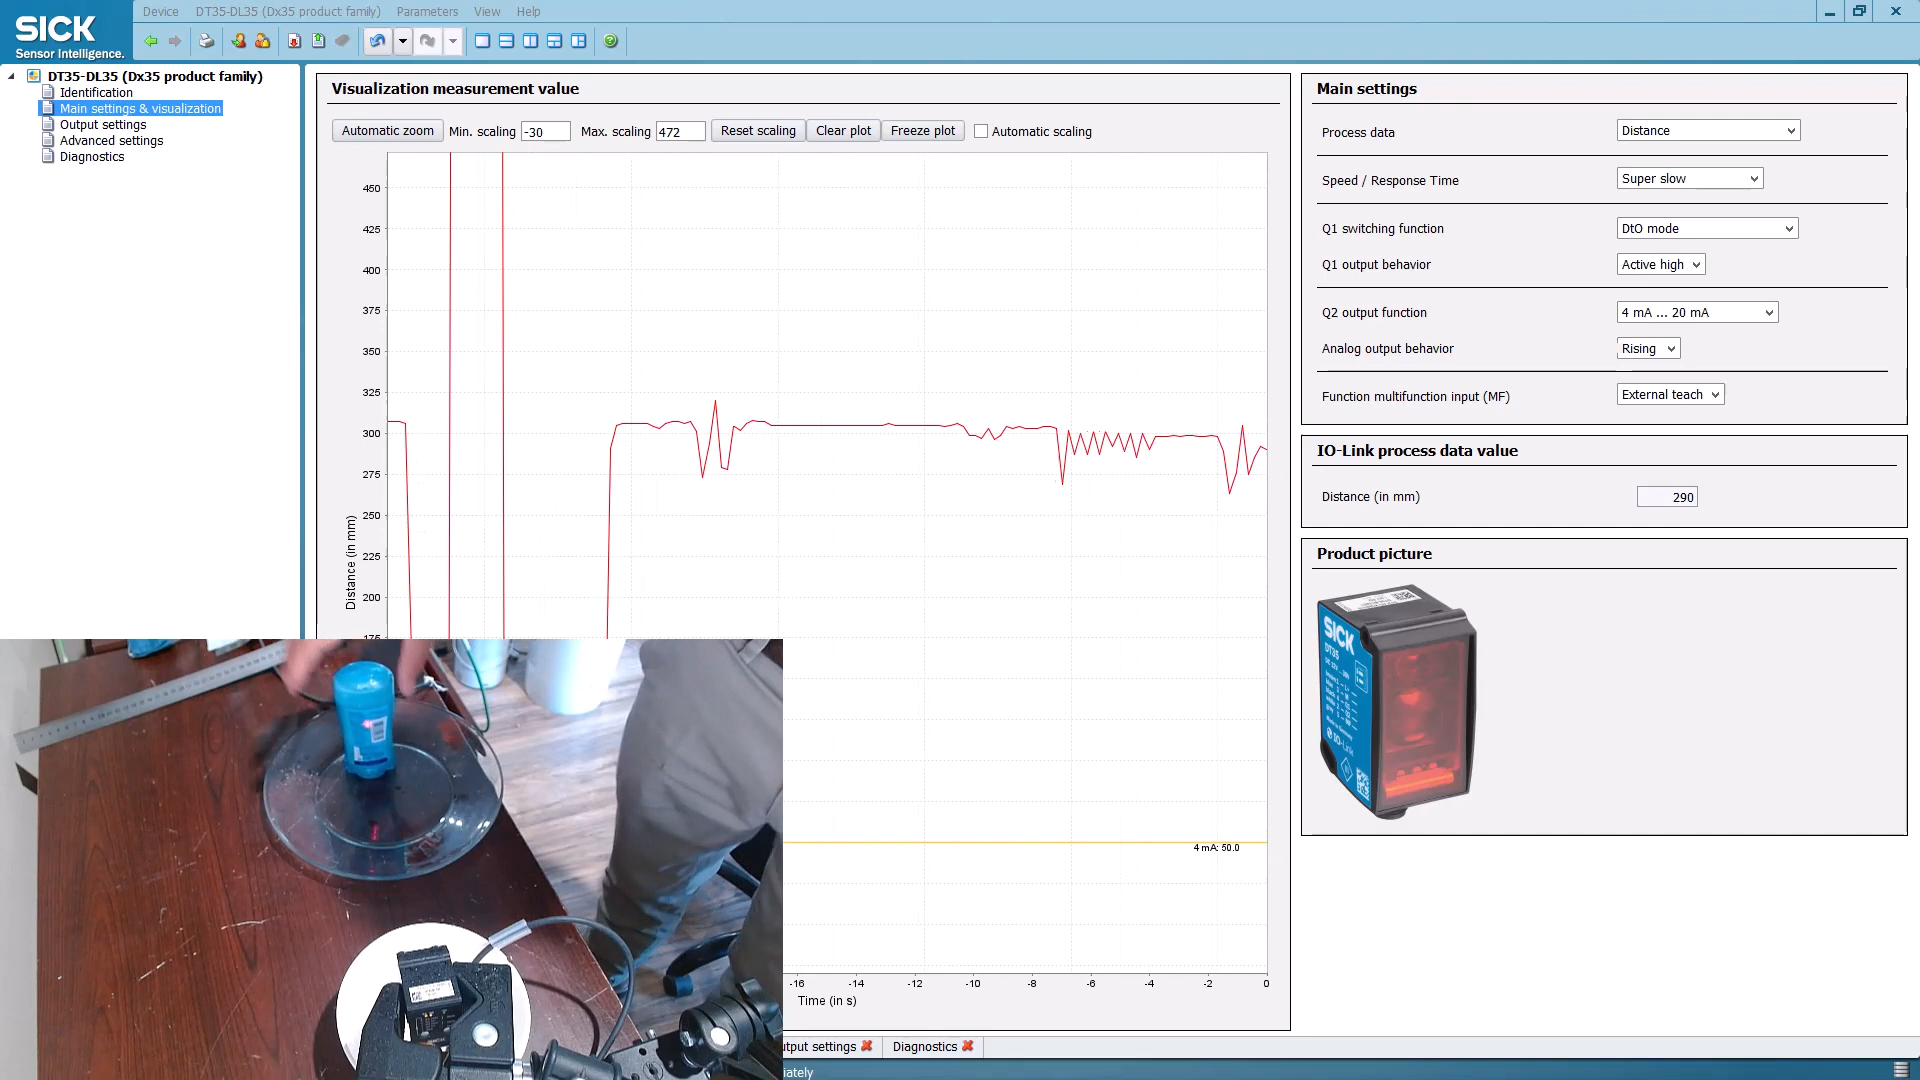 SICK
Sensor Intelligence.
Device DT35-DL35 (Dx35 product family) Parameters View Help
DT35-DL35 (Dx35 product family)
Identification
Main settings & visualization
Output settings
Advanced settings
Diagnostics
Visualization measurement value
Automatic zoom Min. scaling -30 Max. scaling 472 Reset scaling Clear plot Freeze plot Automatic scaling
450
425
400
375
350
325
300
275
250
225
200
175
Distance (in mm)
4 mA: 50.0
-16 -14 -12 -10 -8 -6 -4 -2 0
Time (in s)
Main settings
Process data Distance
Speed / Response Time Super slow
Q1 switching function DtO mode
Q1 output behavior Active high
Q2 output function 4 mA ... 20 mA
Analog output behavior Rising
Function multifunction input (MF) External teach
IO-Link process data value
Distance (in mm) 290
Product picture
SICK
DT35
IO-Link
utput settings Diagnostics
iately